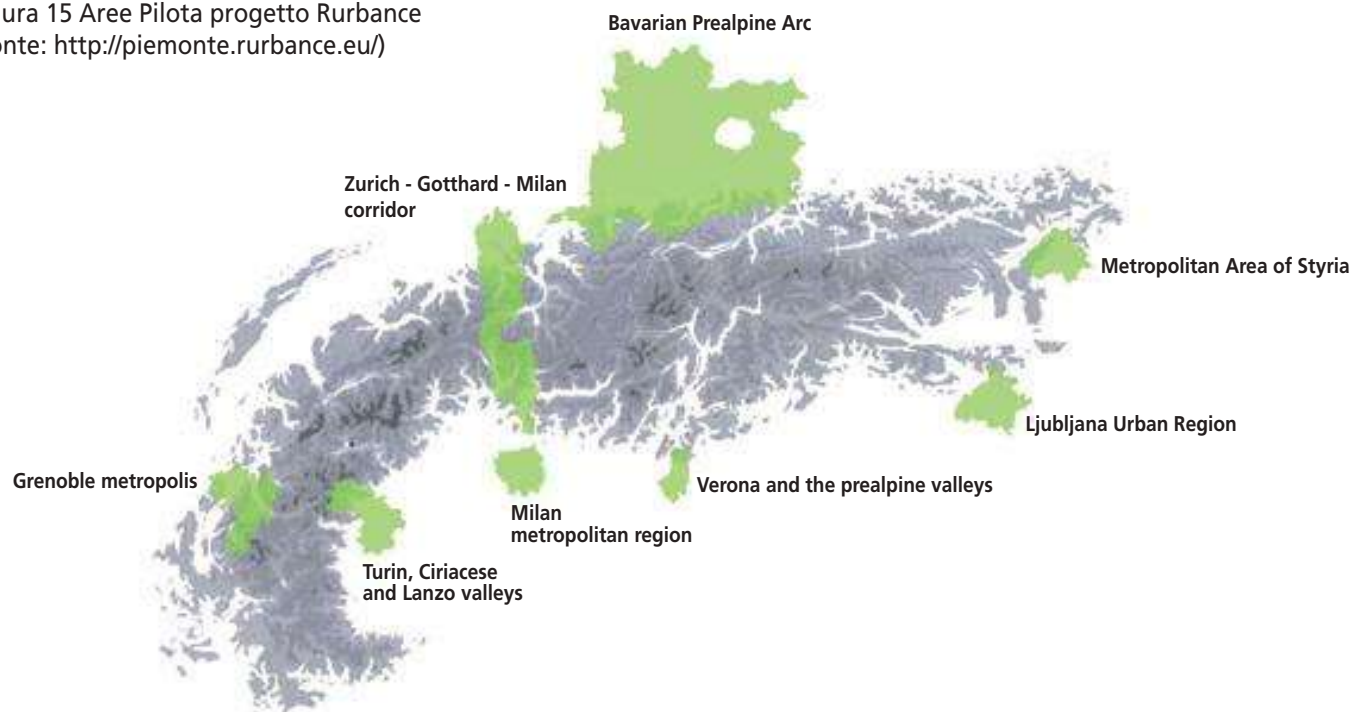 ura 15 Aree Pilota progetto Rurbance
onte: http://piemonte.rurbance.eu/)
Bavarian Prealpine Arc
Zurich - Gotthard - Milan
corridor
Metropolitan Area of Styria
Ljubljana Urban Region
Grenoble metropolis
Verona and the prealpine valleys
Milan
metropolitan region
Turin, Ciriacese
and Lanzo valleys